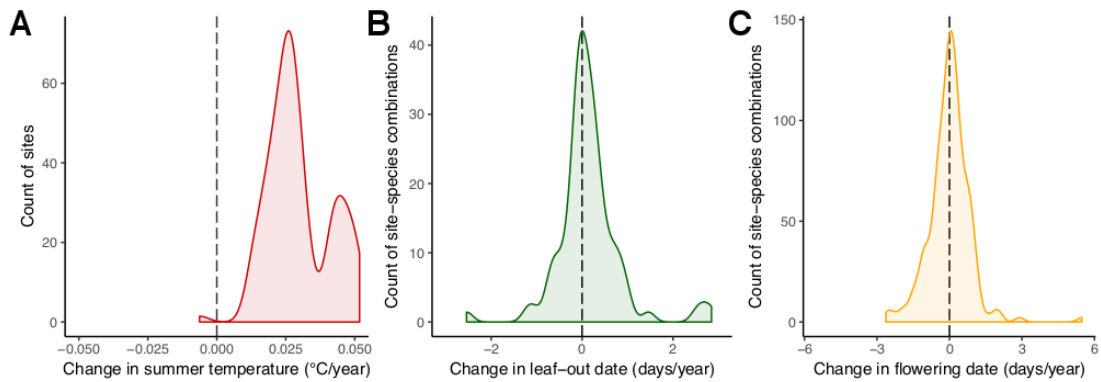 A
Count of sites
60
40
20
0
-0.050
-0.025
0.000
0.025
0.050
Change in summer temperature (°C/year)
B
Count of site-species combinations
40
30
20
10
0
-2
0
2
Change in leaf-out date (days/year)
C
Count of site-species combinations
150
100
50
0
-6
-3
0
3
6
Change in flowering date (days/year)